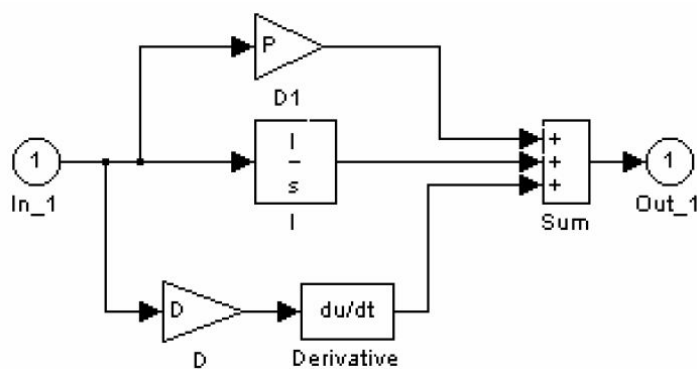 P
D1
1
In_1
I
s
I
+
+
+
Sum
1
Out_1
D
D
du/dt
Derivative